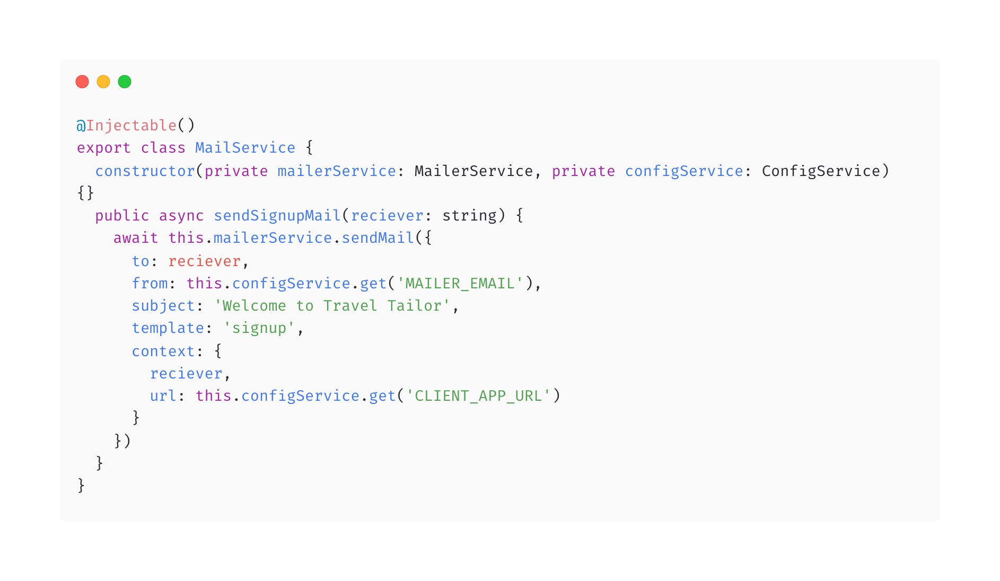 @Injectable()
export class MailService {
  constructor(private mailerService: MailerService, private configService: ConfigService)
{}
  public async sendSignupMail(reciever: string) {
    await this.mailerService.sendMail({
      to: reciever,
      from: this.configService.get('MAILER_EMAIL'),
      subject: 'Welcome to Travel Tailor',
      template: 'signup',
      context: {
        reciever,
        url: this.configService.get('CLIENT_APP_URL')
      }
    })
  }
}